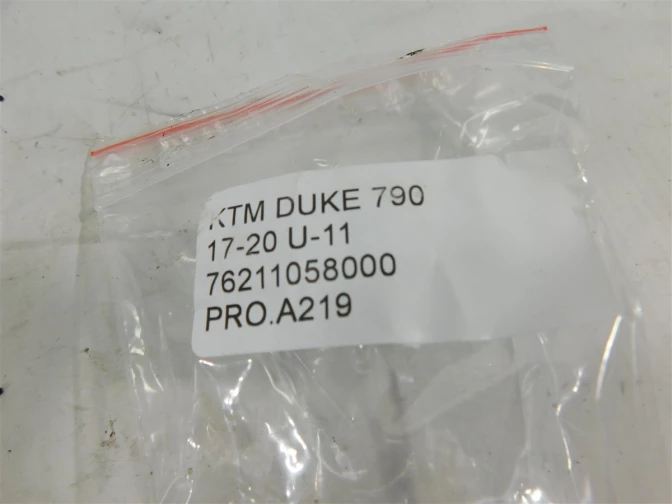 KTM DUKE 790
17-20 U-11
76211058000
PRO.A219